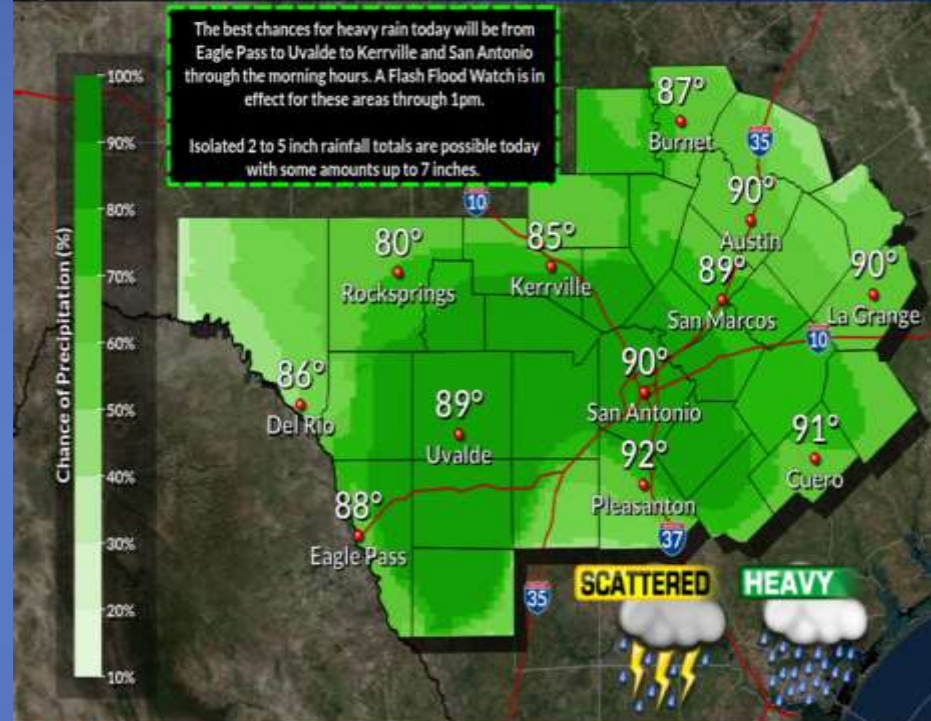 The best chances for heavy rain today will be from
Eagle Pass to Uvalde to Kerrville and San Antonio
through the morning hours. A Flash Flood Watch is in
effect for these areas through 1pm.
Isolated 2 to 5 inch rainfall totals are possible today
with some amounts up to 7 inches.
Chance of Precipitation (%)
100%
90%
80%
70%
60%
50%
40%
30%
20%
10%
87°
Burnet
35
90°
Austin
10
80°
Rocksprings
85°
Kerrville
89°
San Marcos
90°
La Grange
10
86°
Del Rio
89°
Uvalde
90°
San Antonio
92°
Pleasanton
91°
Cuero
88°
Eagle Pass
37
35
SCATTERED
HEAVY